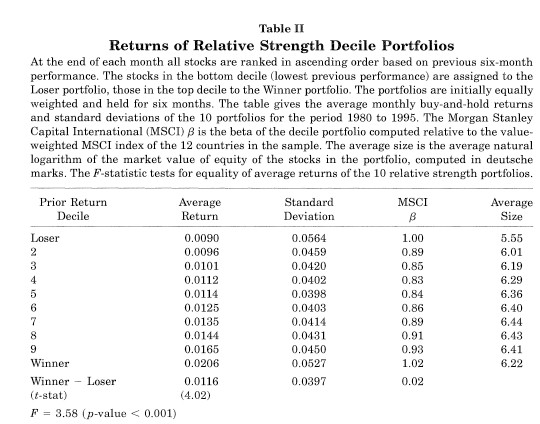 Table II
Returns of Relative Strength Decile Portfolios
At the end of each month all stocks are ranked in ascending order based on previous six-month
performance. The stocks in the bottom decile (lowest previous performance) are assigned to the
Loser portfolio, those in the top decile to the Winner portfolio. The portfolios are initially equally
weighted and held for six months. The table gives the average monthly buy-and-hold returns
and standard deviations of the 10 portfolios for the period 1980 to 1995. The Morgan Stanley
Capital International (MSCI) β is the beta of the decile portfolio computed relative to the value-
weighted MSCI index of the 12 countries in the sample. The average size is the average natural
logarithm of the market value of equity of the stocks in the portfolio, computed in deutsche
marks. The F-statistic tests for equality of average returns of the 10 relative strength portfolios.
Prior Return Average Standard MSCI Average
Decile Return Deviation β Size
Loser 0.0090 0.0564 1.00 5.55
2 0.0096 0.0459 0.89 6.01
3 0.0101 0.0420 0.85 6.19
4 0.0112 0.0402 0.83 6.29
5 0.0114 0.0398 0.84 6.36
6 0.0125 0.0403 0.86 6.40
7 0.0135 0.0414 0.89 6.44
8 0.0144 0.0431 0.91 6.43
9 0.0165 0.0450 0.93 6.41
Winner 0.0206 0.0527 1.02 6.22
Winner − Loser 0.0116 0.0397 0.02
(t-stat) (4.02)
F = 3.58 (p-value < 0.001)